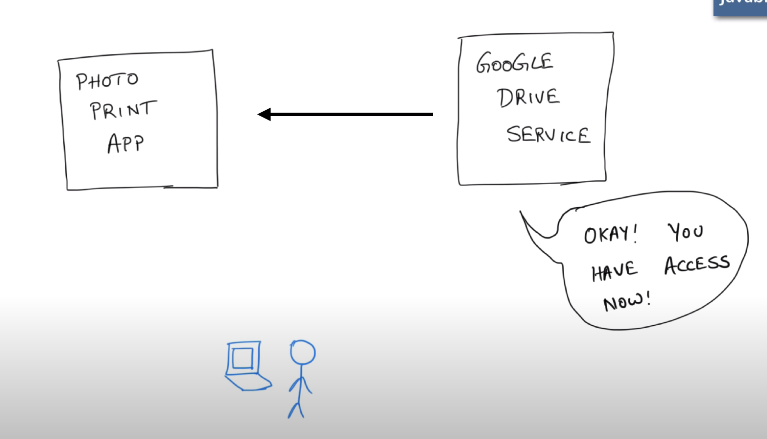 PHOTO
PRINT
APP
GOOGLE
DRIVE
SERVICE
OKAY! YOU
HAVE ACCESS
NOW!